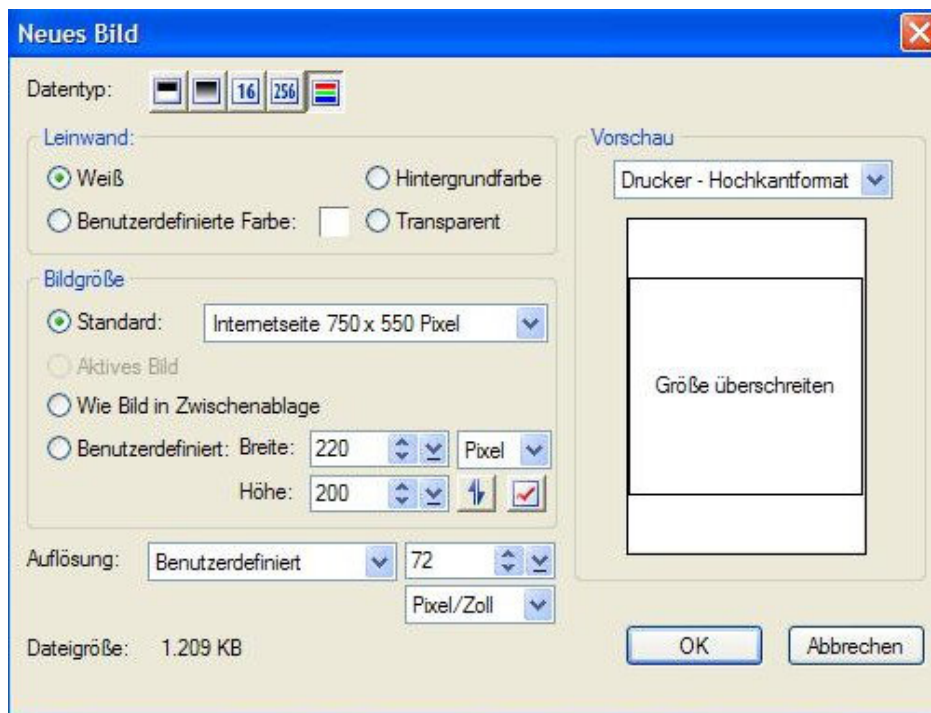 Neues Bild
Datentyp: 16 256
Leinwand:
Weiß Hintergrundfarbe
Benutzerdefinierte Farbe: Transparent
Bildgröße
Standard: Internetseite 750 x 550 Pixel
Aktives Bild
Wie Bild in Zwischenablage
Benutzerdefiniert: Breite: 220 Pixel
Höhe: 200
Auflösung: Benutzerdefiniert 72
Pixel/Zoll
Dateigröße: 1.209 KB
Vorschau
Drucker - Hochkantformat
Größe überschreiten
OK Abbrechen